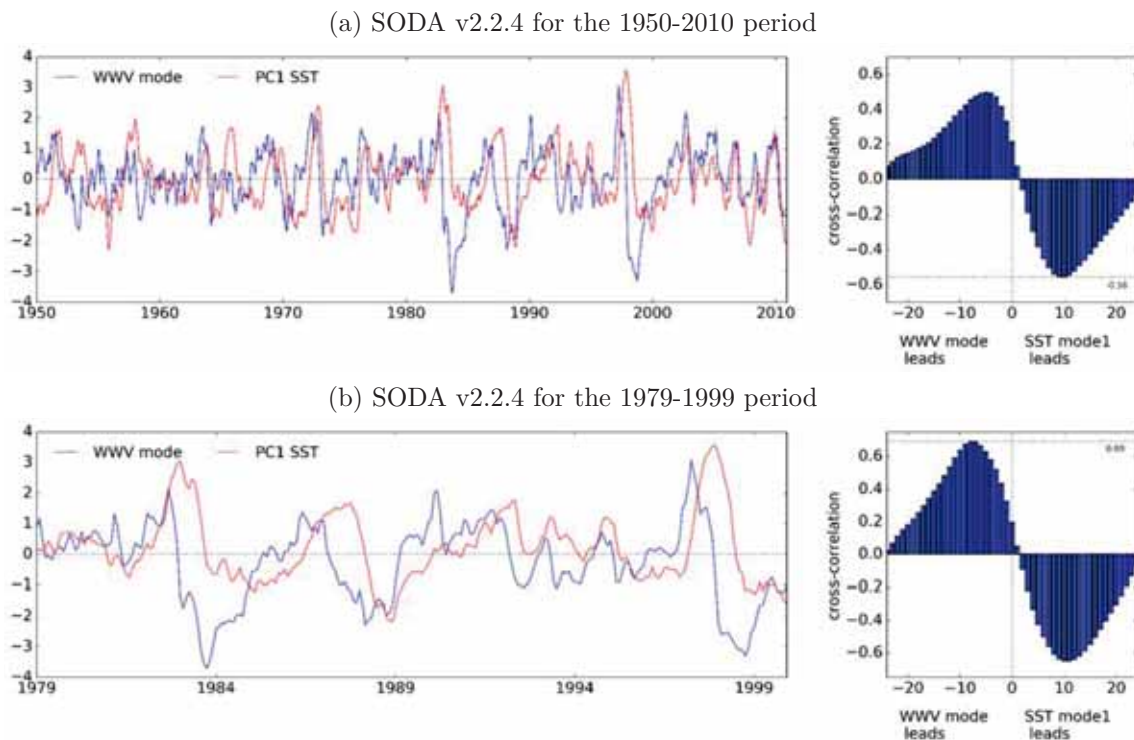 (a) SODA v2.2.4 for the 1950-2010 period
WWV mode PC1 SST
4
3
2
1
0
−1
−2
−3
−4
1950 1960 1970 1980 1990 2000 2010
cross-correlation
0.6
0.4
0.2
0.0
−0.2
−0.4
−0.6
-0.56
−20 −10 0 10 20
WWV mode SST mode1
leads leads
(b) SODA v2.2.4 for the 1979-1999 period
WWV mode PC1 SST
4
3
2
1
0
−1
−2
−3
−4
1979 1984 1989 1994 1999
cross-correlation
0.6
0.4
0.2
0.0
−0.2
−0.4
−0.6
0.69
−20 −10 0 10 20
WWV mode SST mode1
leads leads